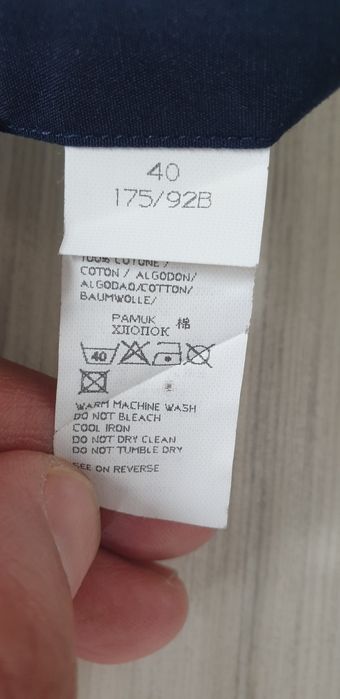 40
175/92B
100% COTONE /
COTON / ALGODON/
ALGODAO/COTTON/
BAUMWOLLE/
PAMUK 棉
ХЛОПОК
40
WARM MACHINE WASH
DO NOT BLEACH
COOL IRON
DO NOT DRY CLEAN
DO NOT TUMBLE DRY
SEE ON REVERSE